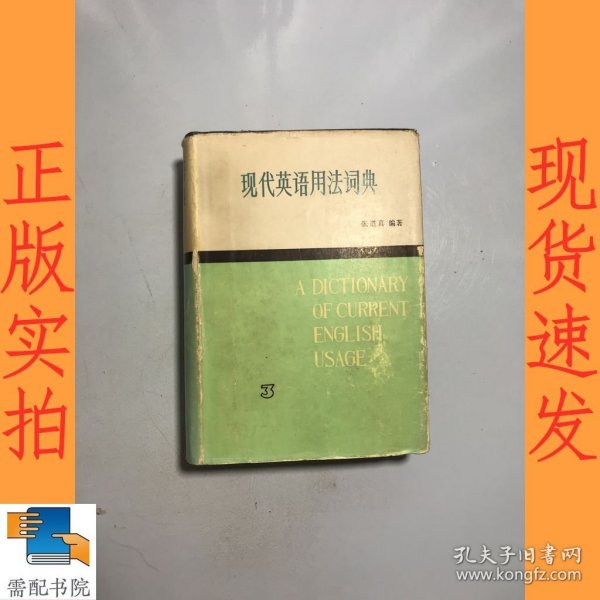 正版实拍
现代英语用法词典
张道真 编著
A DICTIONARY
OF CURRENT
ENGLISH
USAGE
3
现货速发
需配书院
孔夫子旧书网
www.kongfz.com